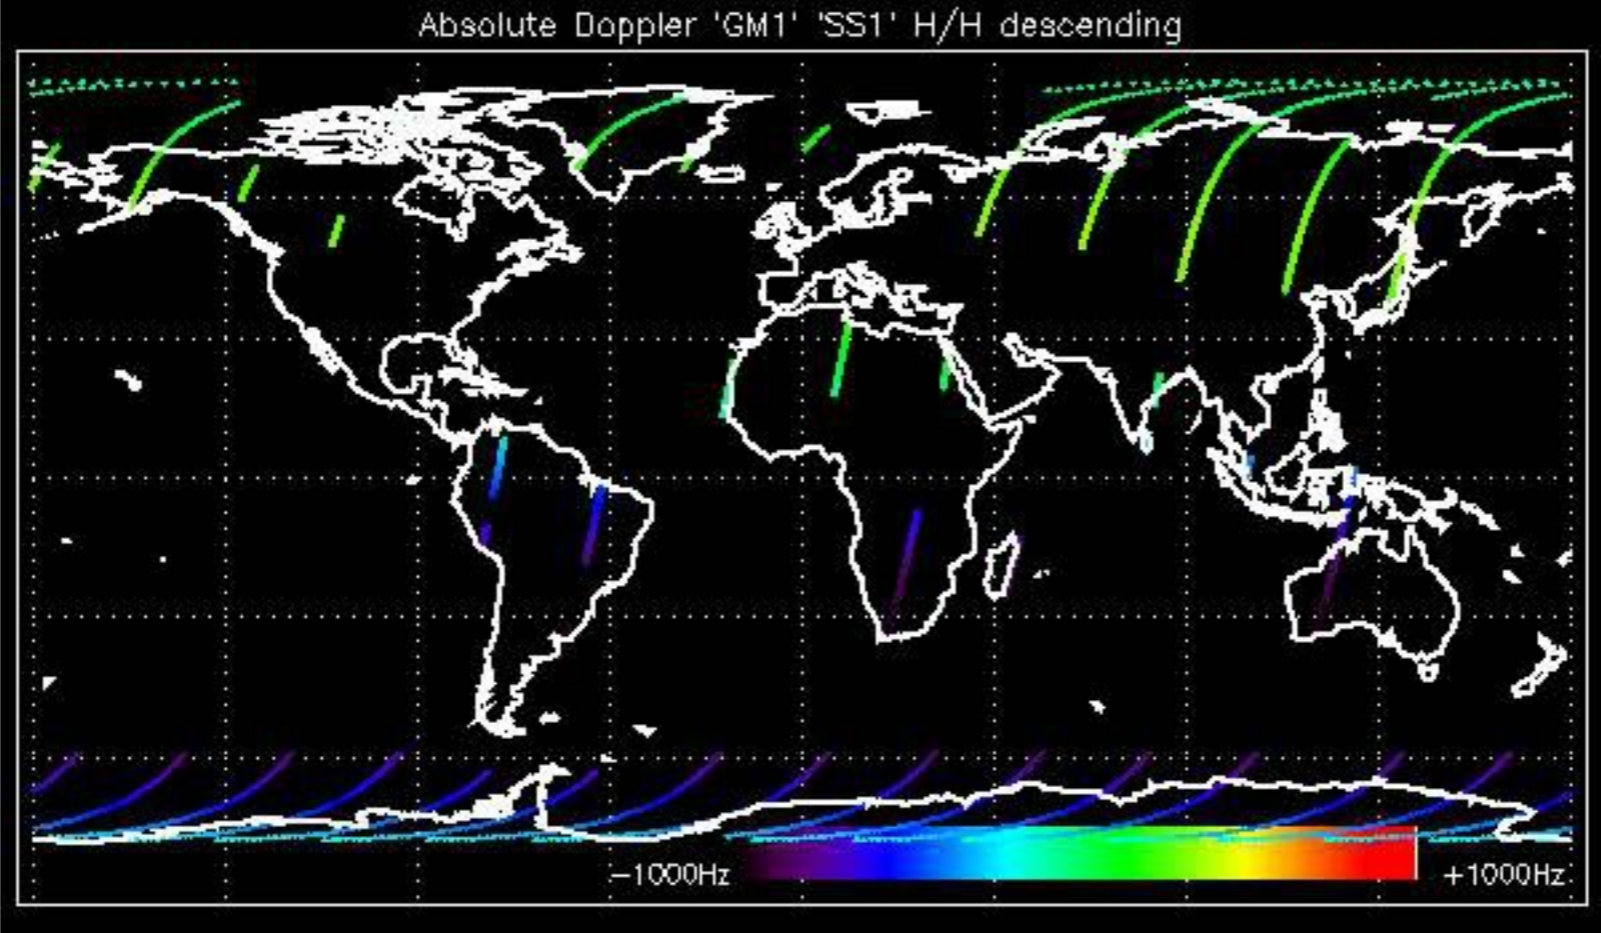 Absolute Doppler 'GM1' 'SS1' H/H descending
-1000Hz +1000Hz